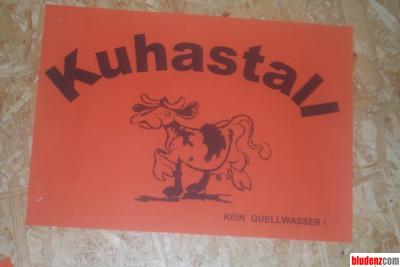 Kuhastall
KEIN QUELLWASSER !
bludenzcom